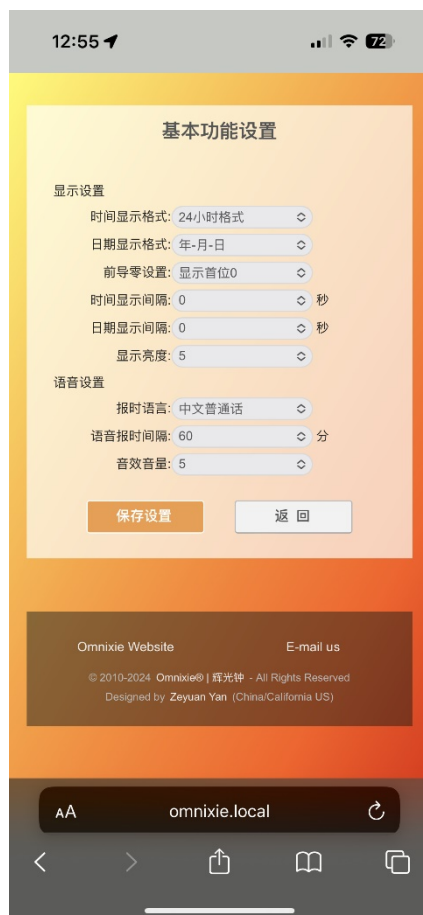 12:55
72
基本功能设置
显示设置
时间显示格式: 24小时格式
日期显示格式: 年-月-日
前导零设置: 显示首位0
时间显示间隔: 0 秒
日期显示间隔: 0 秒
显示亮度: 5
语音设置
报时语言: 中文普通话
语音报时间隔: 60 分
音效音量: 5
保存设置 返 回
Omnixie Website E-mail us
© 2010-2024 Omnixie® | 辉光钟 - All Rights Reserved
Designed by Zeyuan Yan (China/California US)
AA omnixie.local